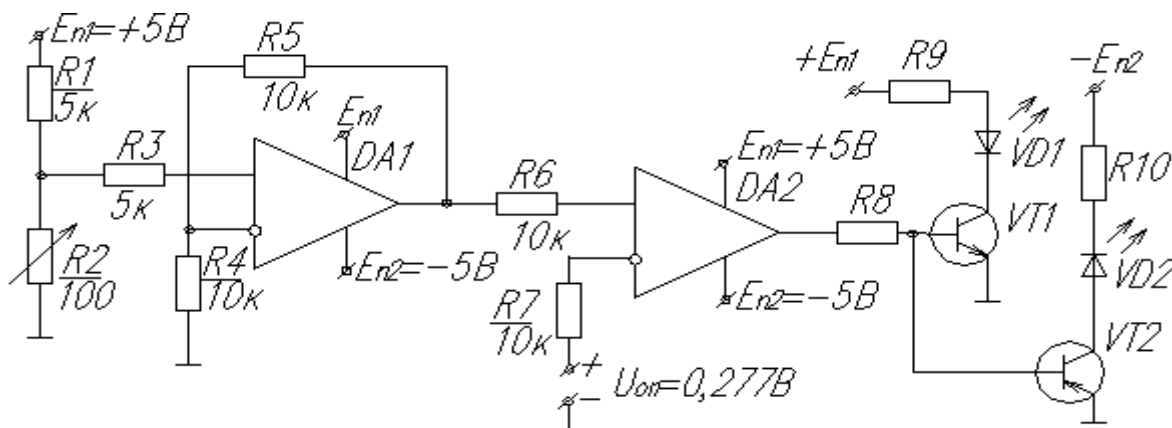 Eп1=+5В
R1
5к
R2
100
R3
5к
R5
10к
R4
10к
Eп1
DA1
Eп2=-5В
R6
10к
R7
10к
+
-
Uоп=0,277В
Eп1=+5В
DA2
Eп2=-5В
R8
+Eп1
R9
VD1
VT1
-Eп2
R10
VD2
VT2